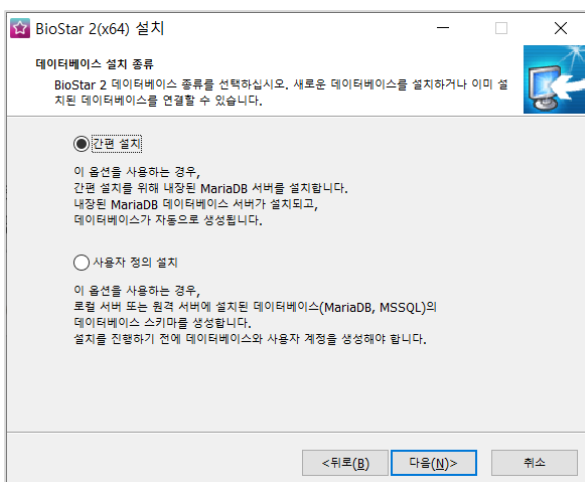 BioStar 2(x64) 설치
데이터베이스 설치 종류
BioStar 2 데이터베이스 종류를 선택하십시오. 새로운 데이터베이스를 설치하거나 이미 설
치된 데이터베이스를 연결할 수 있습니다.
간편 설치
이 옵션을 사용하는 경우,
간편 설치를 위해 내장된 MariaDB 서버를 설치합니다.
내장된 MariaDB 데이터베이스 서버가 설치되고,
데이터베이스가 자동으로 생성됩니다.
사용자 정의 설치
이 옵션을 사용하는 경우,
로컬 서버 또는 원격 서버에 설치된 데이터베이스(MariaDB, MSSQL)의
데이터베이스 스키마를 생성합니다.
설치를 진행하기 전에 데이터베이스와 사용자 계정을 생성해야 합니다.
<뒤로(B) 다음(N)> 취소